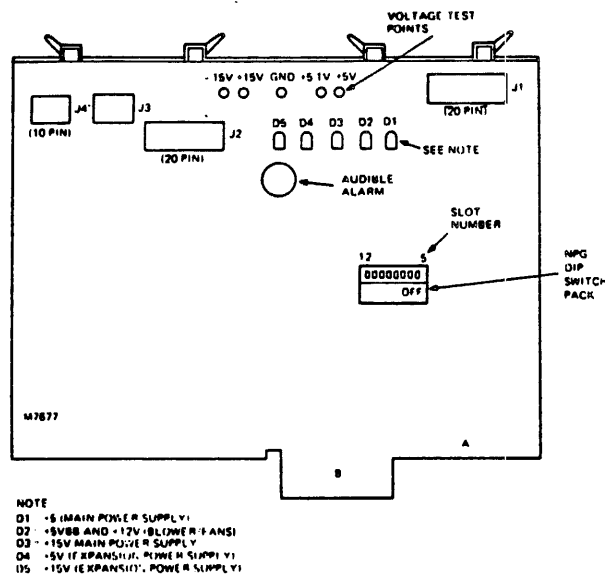 VOLTAGE TEST
POINTS
- 15V +15V GND +5.1V +5V
J4
J3
J2
J1
(10 PIN)
(20 PIN)
(20 PIN)
D5 D4 D3 D2 D1
SEE NOTE
AUDIBLE
ALARM
SLOT
NUMBER
12 5
00000000
OFF
NPG
DIP
SWITCH
PACK
M7677
A
B
NOTE
D1 +5 (MAIN POWER SUPPLY)
D2 +5VBB AND +12V (BLOWER/FANS)
D3 +15V MAIN POWER SUPPLY
D4 +5V (EXPANSION POWER SUPPLY)
D5 +15V (EXPANSION POWER SUPPLY)